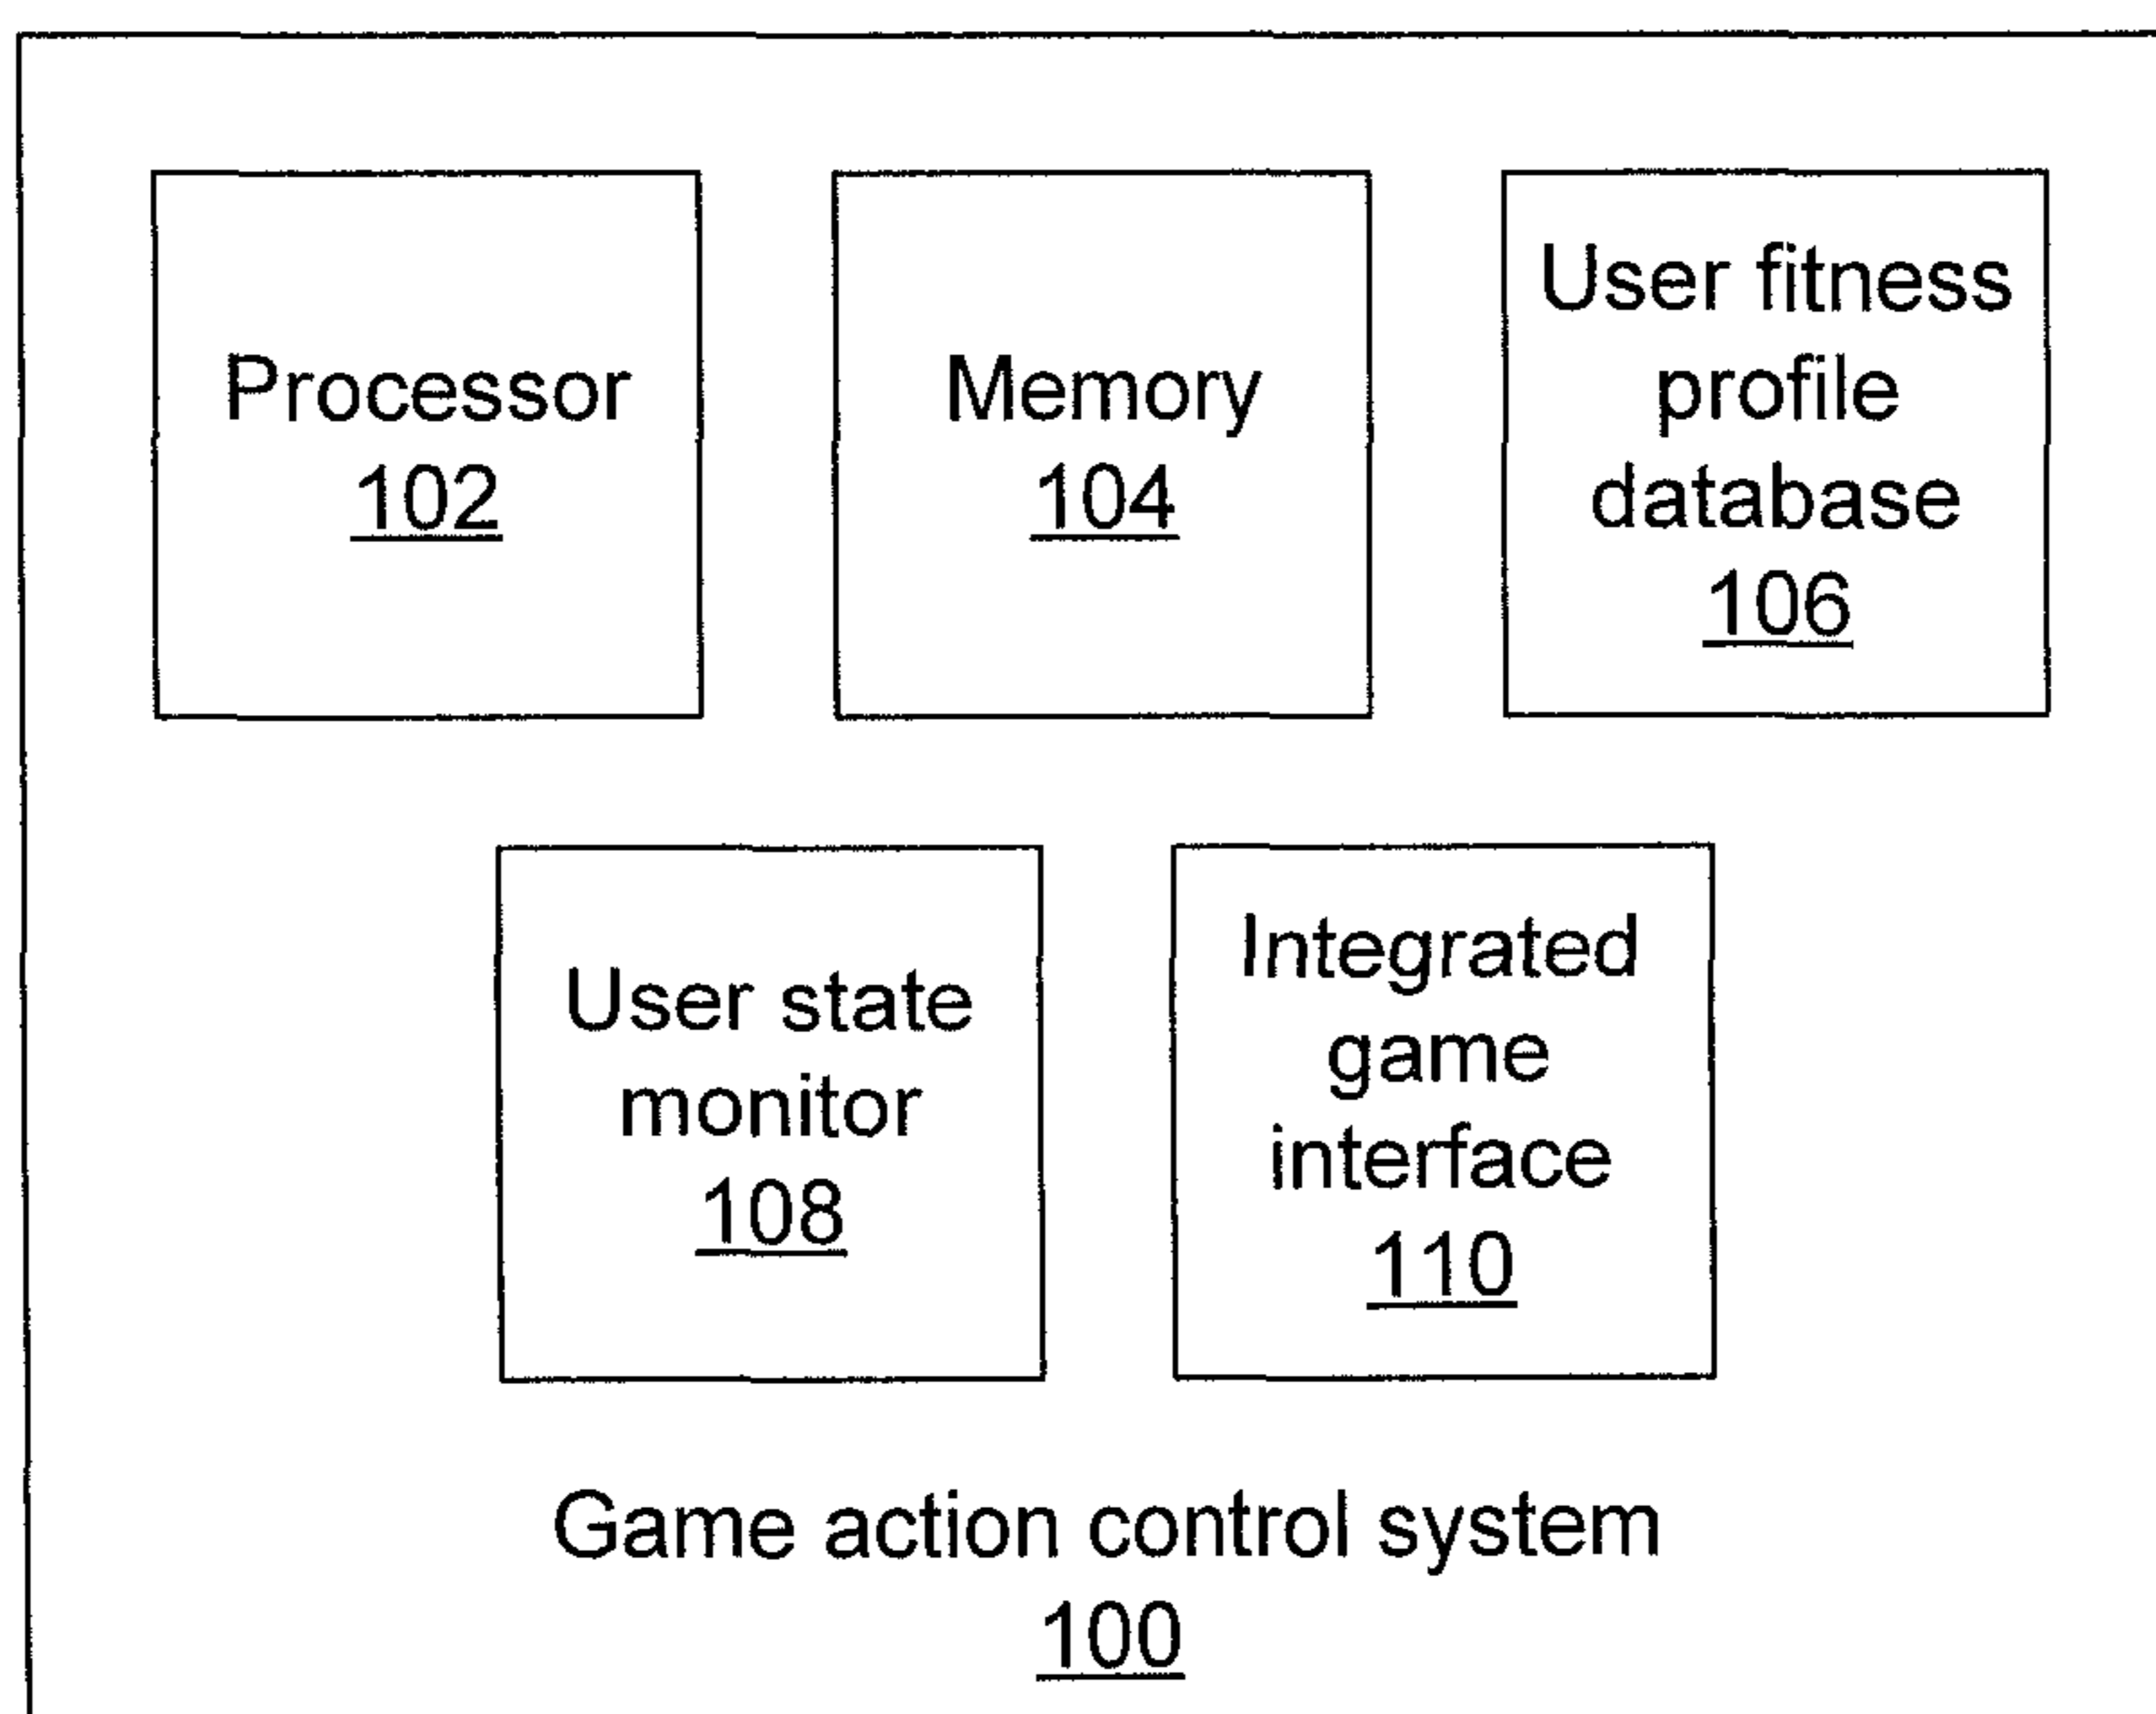 Processor
102
Memory
104
User fitness
profile
database
106
User state
monitor
108
Integrated
game
interface
110
Game action control system
100